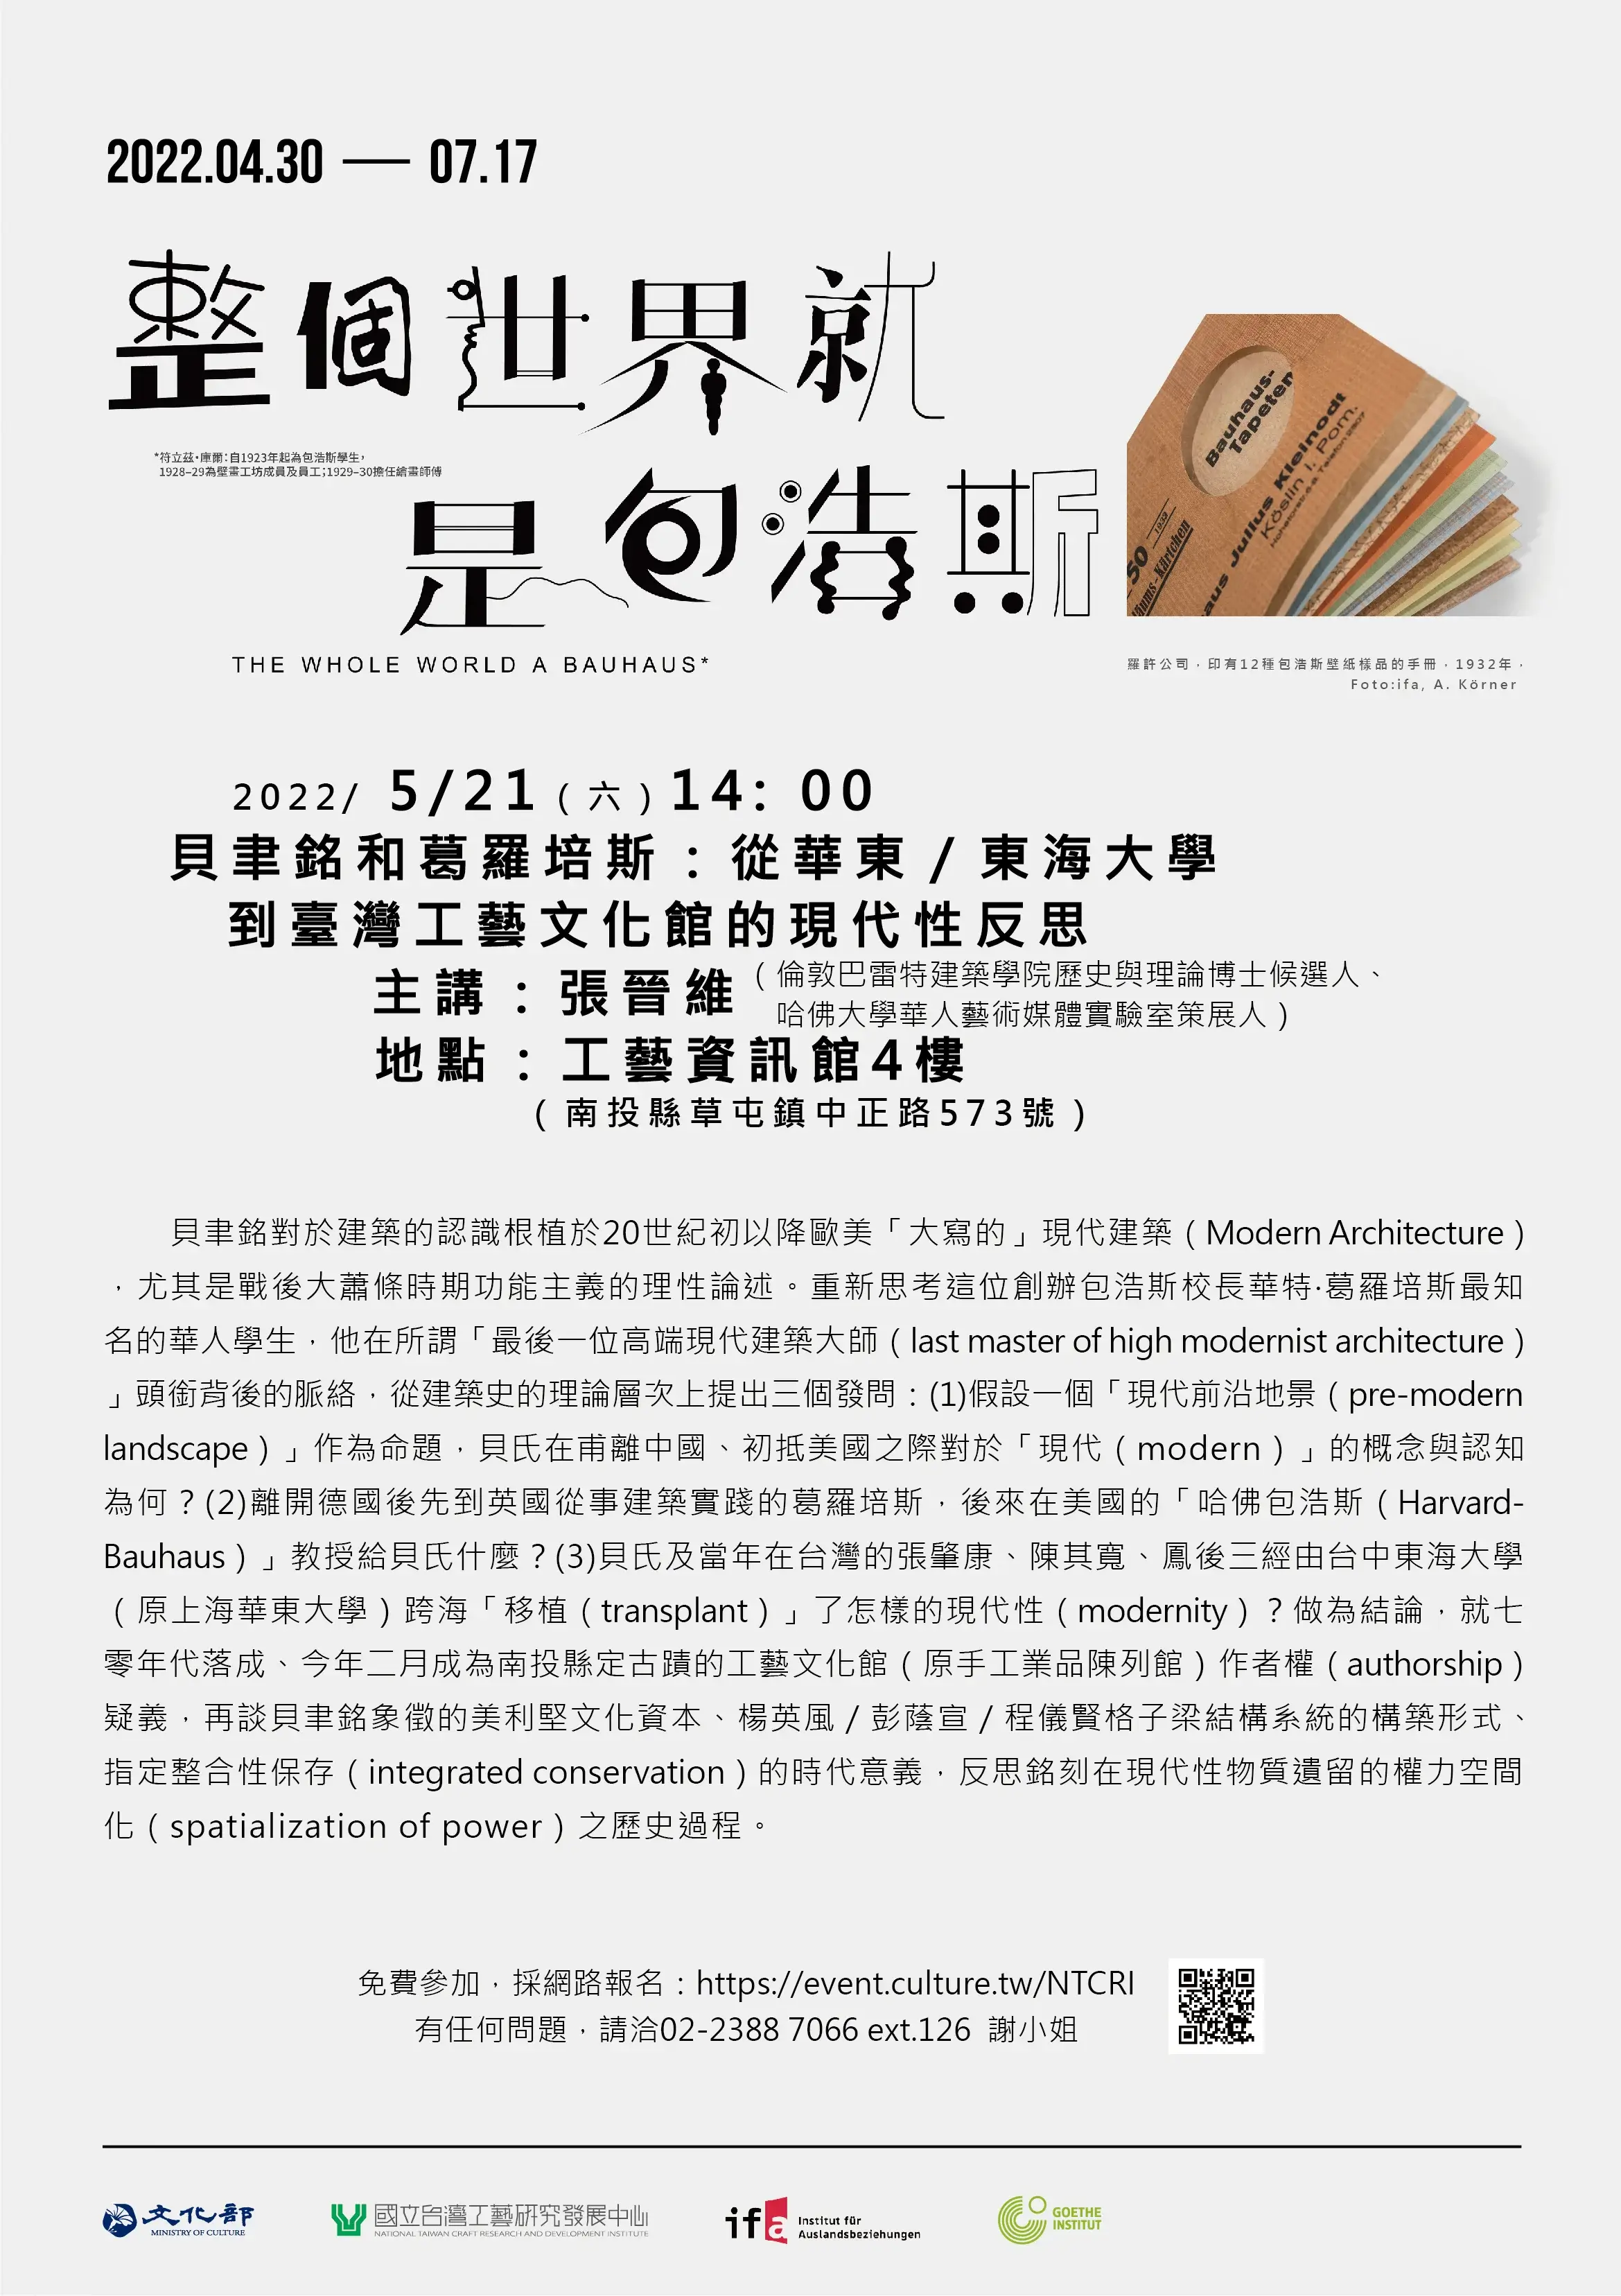 2022.04.30 — 07.17
整個世界就
*符立茲・庫爾:自1923年起為包浩斯學生,
1928–29為壁畫工坊成員及員工;1929–30擔任繪畫師傅
是包浩斯
THE WHOLE WORLD A BAUHAUS*
Bauhaus-
Tapeten
aus Julius Kleinodt
Köslin i. Pom.
50
1932
羅許公司，印有12種包浩斯壁紙樣品的手冊，1932年，
Foto:ifa, A. Körner
2022/ 5/21（六）14：00
貝聿銘和葛羅培斯：從華東/東海大學
到臺灣工藝文化館的現代性反思
主講：張晉維（倫敦巴雷特建築學院歷史與理論博士候選人、
哈佛大學華人藝術媒體實驗室策展人）
地點：工藝資訊館4樓
（南投縣草屯鎮中正路573號）
貝聿銘對於建築的認識根植於20世紀初以降歐美「大寫的」現代建築（Modern Architecture）
，尤其是戰後大蕭條時期功能主義的理性論述。重新思考這位創辦包浩斯校長華特·葛羅培斯最知
名的華人學生，他在所謂「最後一位高端現代建築大師（last master of high modernist architecture）
」頭銜背後的脈絡，從建築史的理論層次上提出三個發問：(1)假設一個「現代前沿地景（pre-modern
landscape）」作為命題，貝氏在甫離中國、初抵美國之際對於「現代（modern）」的概念與認知
為何？(2)離開德國後先到英國從事建築實踐的葛羅培斯，後來在美國的「哈佛包浩斯（Harvard-
Bauhaus）」教授給貝氏什麼？(3)貝氏及當年在台灣的張肇康、陳其寬、鳳後三經由台中東海大學
（原上海華東大學）跨海「移植（transplant）」了怎樣的現代性（modernity）？做為結論，就七
零年代落成、今年二月成為南投縣定古蹟的工藝文化館（原手工業品陳列館）作者權（authorship）
疑義，再談貝聿銘象徵的美利堅文化資本、楊英風/彭蔭宣/程儀賢格子梁結構系統的構築形式、
指定整合性保存（integrated conservation）的時代意義，反思銘刻在現代性物質遺留的權力空間
化（spatialization of power）之歷史過程。
免費參加，採網路報名：https://event.culture.tw/NTCRI
有任何問題，請洽02-2388 7066 ext.126 謝小姐
文化部
MINISTRY OF CULTURE
國立台灣工藝研究發展中心
NATIONAL TAIWAN CRAFT RESEARCH AND DEVELOPMENT INSTITUTE
ifa
Institut für
Auslandsbeziehungen
GOETHE
INSTITUT